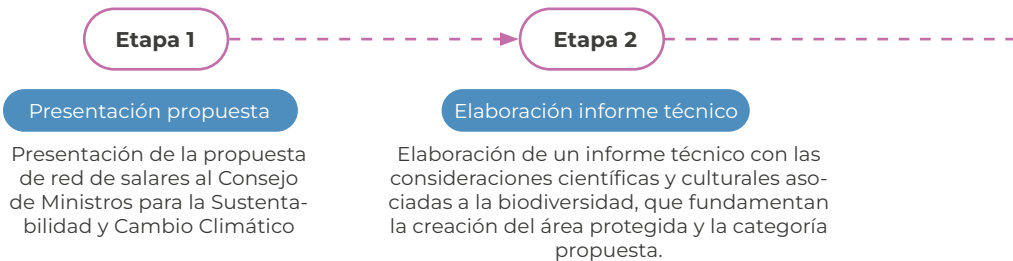 Etapa 1
Presentación propuesta
Presentación de la propuesta
de red de salares al Consejo
de Ministros para la Sustenta-
bilidad y Cambio Climático
Etapa 2
Elaboración informe técnico
Elaboración de un informe técnico con las
consideraciones científicas y culturales aso-
ciadas a la biodiversidad, que fundamentan
la creación del área protegida y la categoría
propuesta.